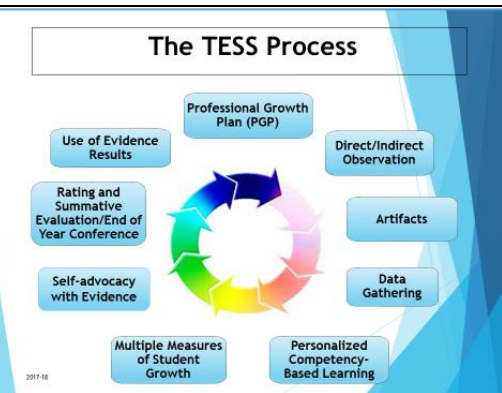 The TESS Process
Professional Growth
Plan (PGP)
Direct/Indirect
Observation
Artifacts
Data
Gathering
Personalized
Competency-
Based Learning
Multiple Measures
of Student
Growth
Self-advocacy
with Evidence
Rating and
Summative
Evaluation/End of
Year Conference
Use of Evidence
Results
2017-18